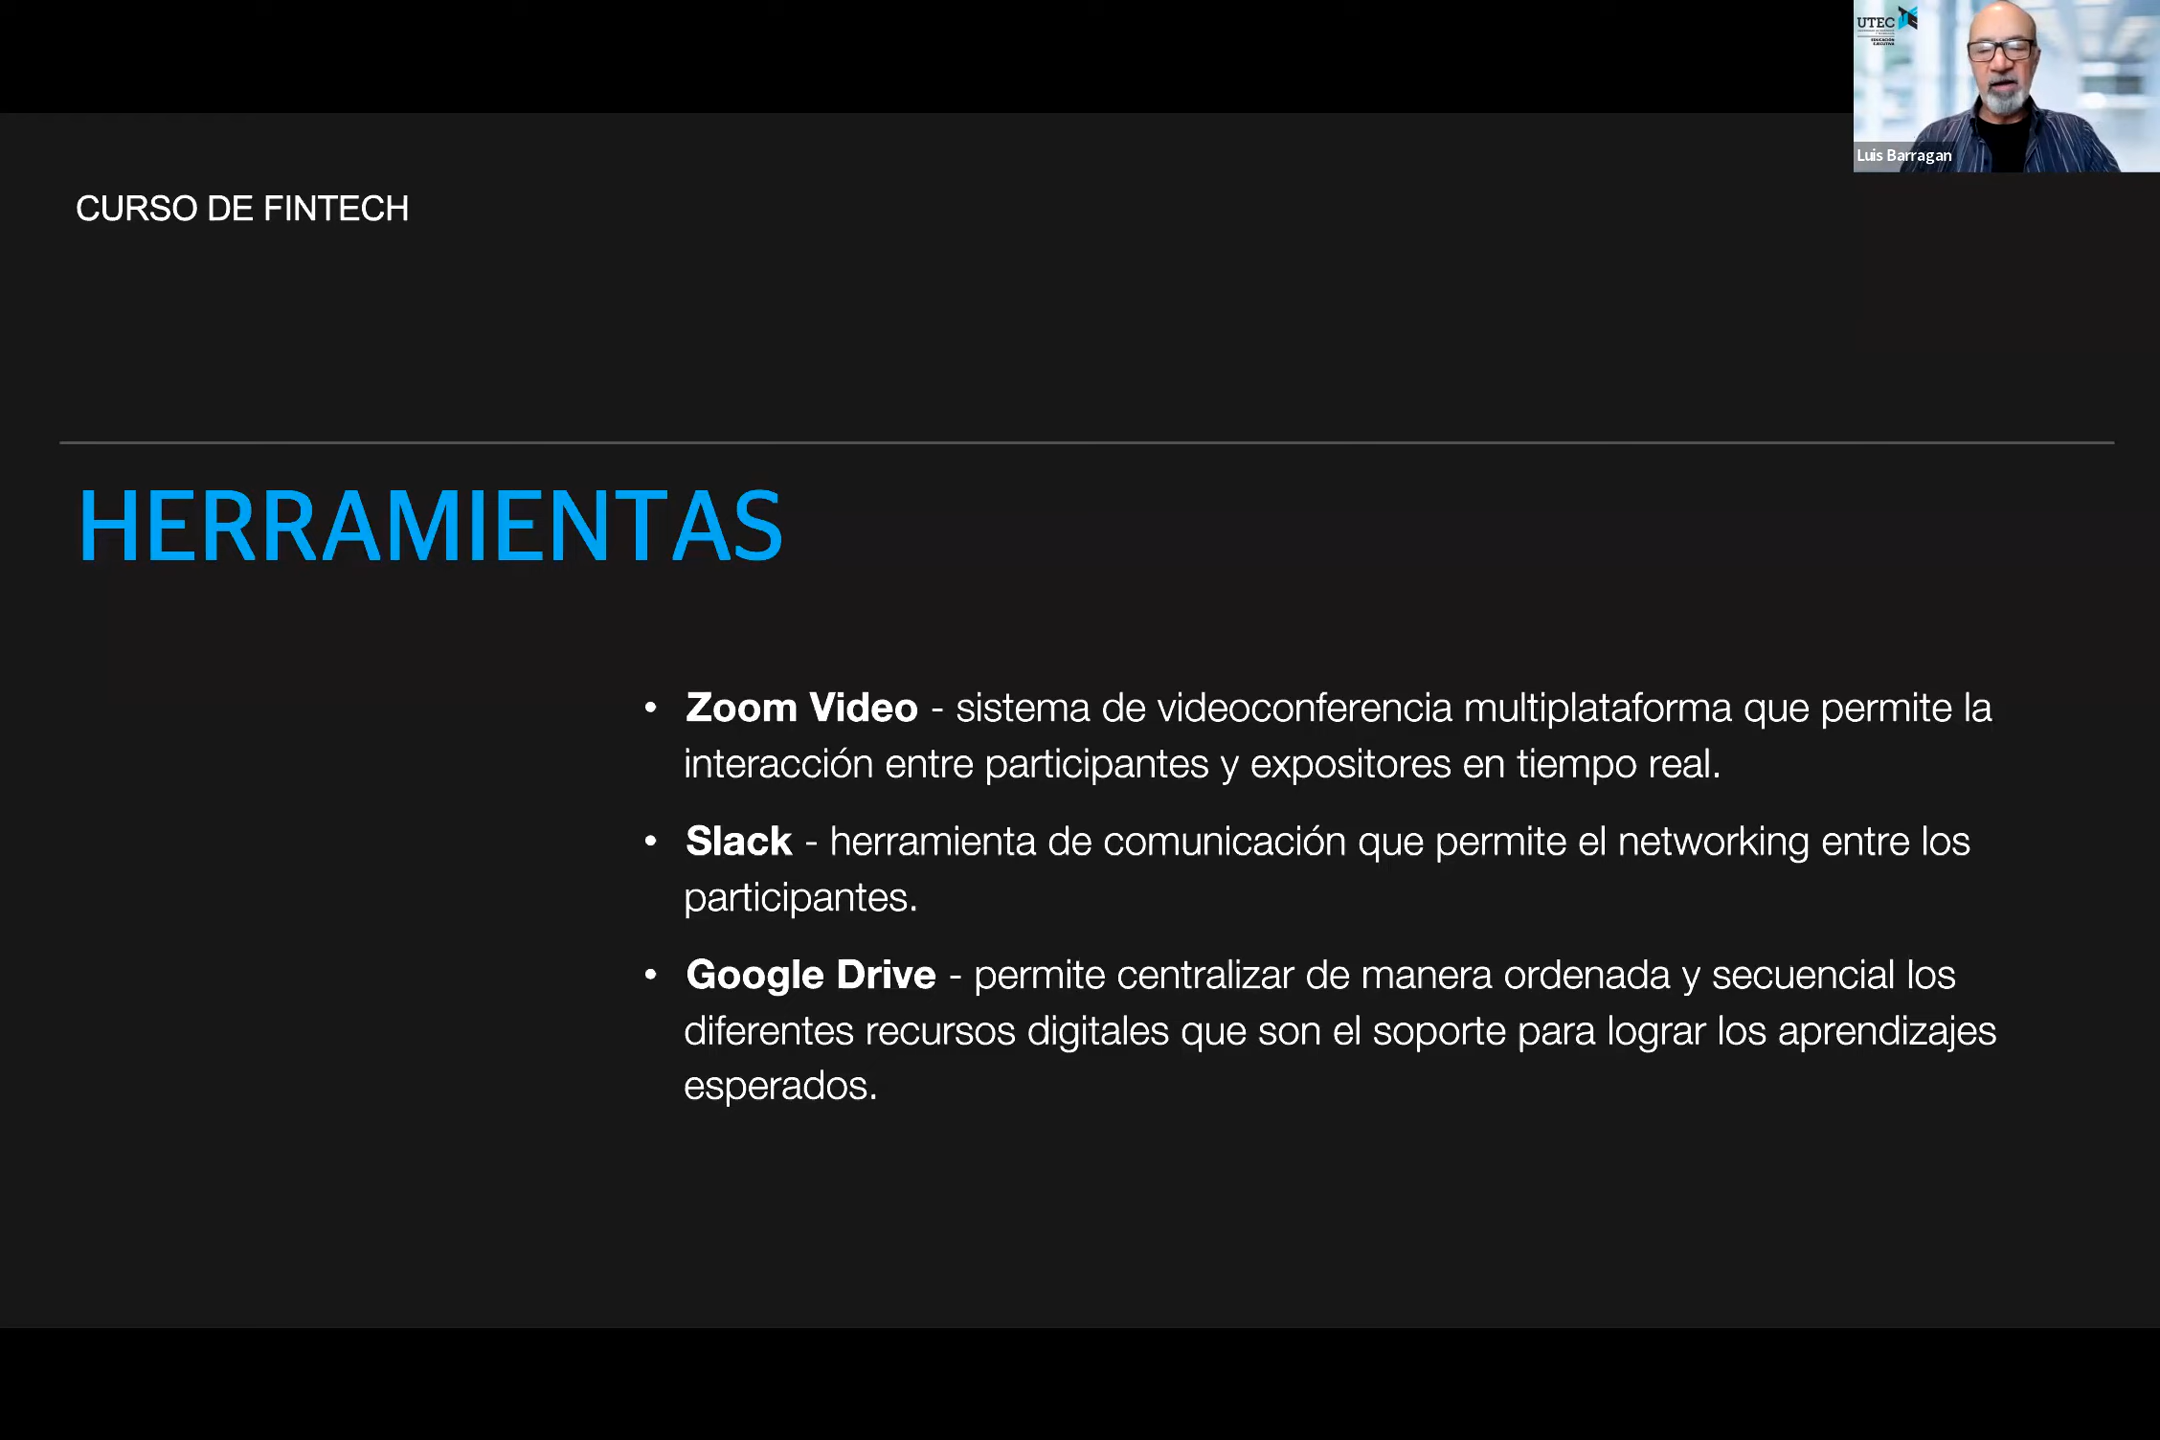 UTEC
EDUCACIÓN
EJECUTIVA
Luis Barragan
CURSO DE FINTECH
HERRAMIENTAS
• Zoom Video - sistema de videoconferencia multiplataforma que permite la
interacción entre participantes y expositores en tiempo real.
• Slack - herramienta de comunicación que permite el networking entre los
participantes.
• Google Drive - permite centralizar de manera ordenada y secuencial los
diferentes recursos digitales que son el soporte para lograr los aprendizajes
esperados.